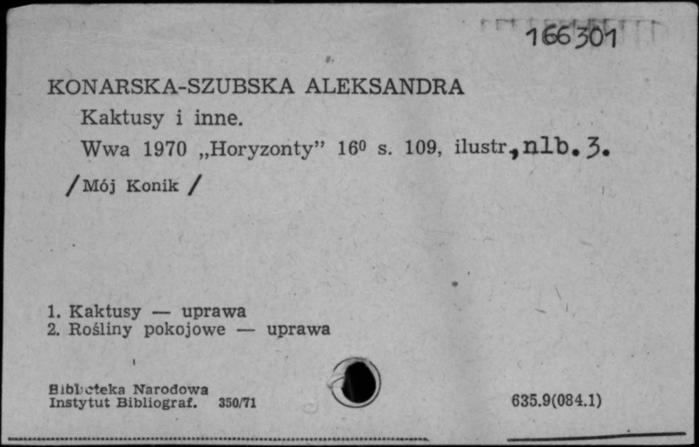 166301
KONARSKA-SZUBSKA ALEKSANDRA
Kaktusy i inne.
Wwa 1970 „Horyzonty” 16⁰ s. 109, ilustr., nlb. 3.
/ Mój Konik /
1. Kaktusy — uprawa
2. Rośliny pokojowe — uprawa
Biblioteka Narodowa
Instytut Bibliograf. 350/71
635.9(084.1)